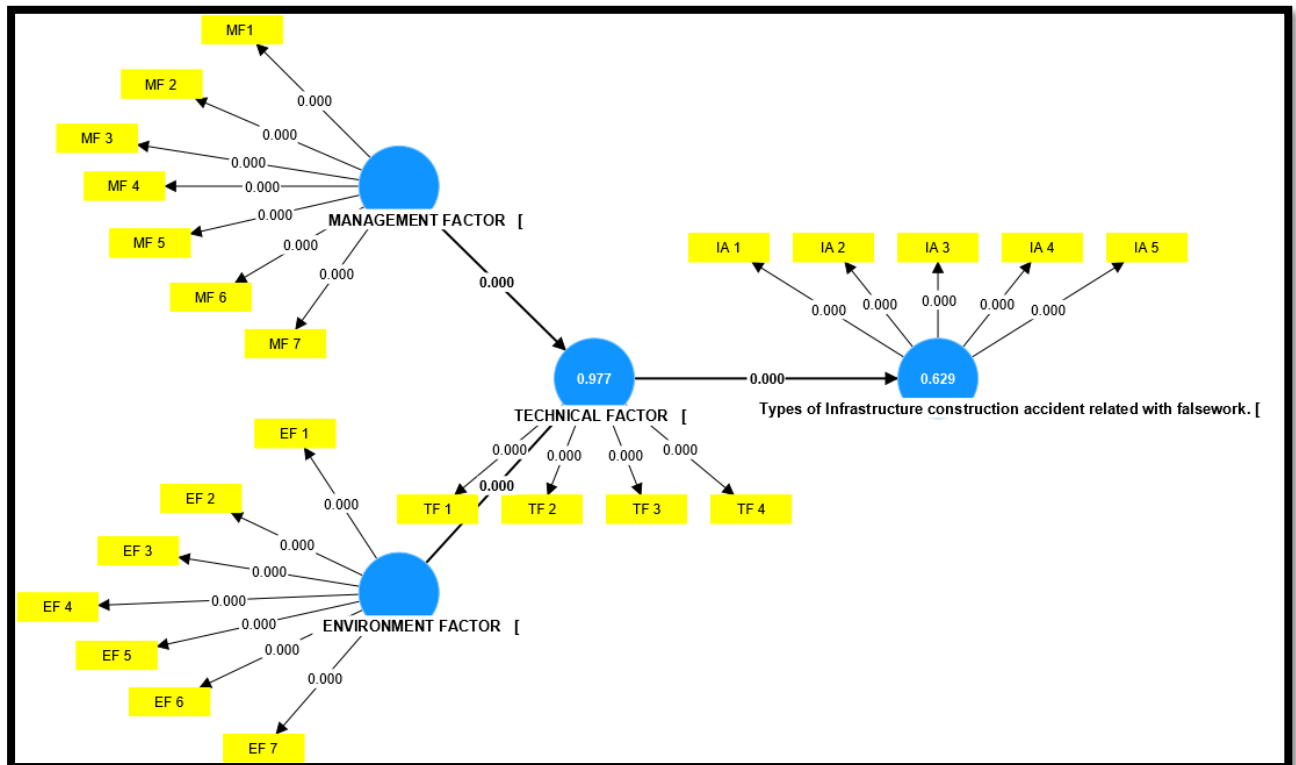 MF1
0.000
MF 2
0.000
MF 3
0.000
MF 4
0.000
MF 5
0.000
MF 6
0.000
MF 7
0.000
MANAGEMENT FACTOR [
0.000
IA 1
IA 2
IA 3
IA 4
IA 5
0.000
0.000
0.000
0.000
0.000
0.977
0.000
0.629
TECHNICAL FACTOR [
Types of Infrastructure construction accident related with falsework. [
0.000
0.000
0.000
0.000
0.000
TF 1
TF 2
TF 3
TF 4
EF 1
0.000
EF 2
0.000
EF 3
0.000
EF 4
0.000
EF 5
0.000
EF 6
0.000
EF 7
0.000
ENVIRONMENT FACTOR [